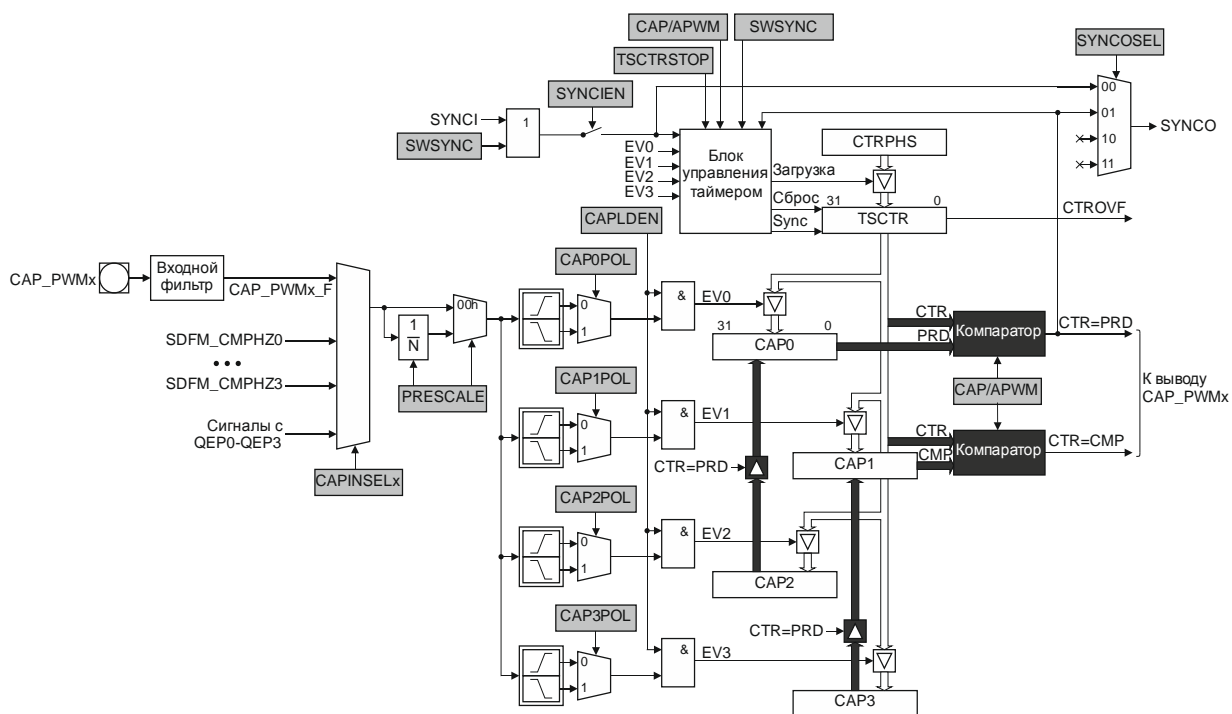 CAP/APWM
SWSYNC
SYNCOSEL
TSCTRSTOP
SYNCIEN
00
SYNCI
1
01
SYNCO
SWSYNC
EV0
EV1
EV2
EV3
Блок
управления
таймером
CTRPHS
10
11
Загрузка
Сброс
Sync
31
0
TSCTR
CTROVF
CAPLDEN
CAP0POL
CAP_PWMx
Входной
фильтр
CAP_PWMx_F
00h
0
1
&
EV0
1
N
SDFM_CMPHZ0
•••
SDFM_CMPHZ3
PRESCALE
31
0
CAP0
CTR
PRD
Компаратор
CTR=PRD
CAP1POL
К выводу
CAP_PWMx
CAP/APWM
Сигналы с
QEP0-QEP3
0
1
&
EV1
CTR
CMP
Компаратор
CTR=CMP
CAPINSELx
CTR=PRD
CAP1
CAP2POL
0
1
&
EV2
CAP2
CAP3POL
CTR=PRD
0
1
&
EV3
CAP3